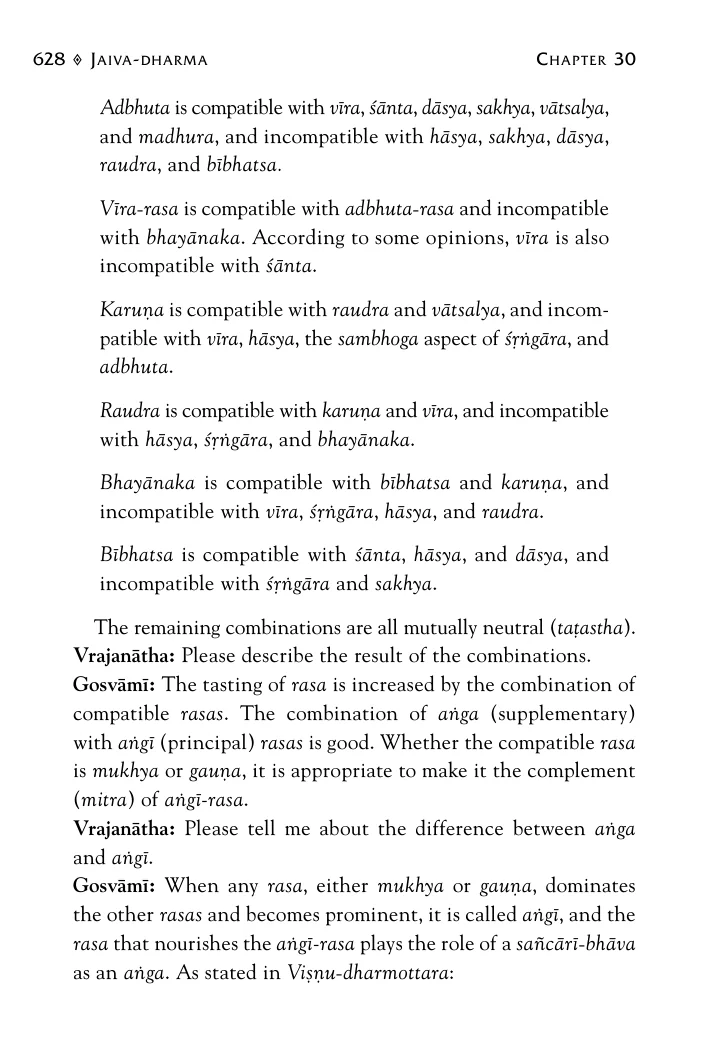 628 ◊ JAIVA-DHARMA CHAPTER 30
Adbhuta is compatible with vīra, śānta, dāsya, sakhya, vātsalya,
and madhura, and incompatible with hāsya, sakhya, dāsya,
raudra, and bībhatsa.
Vīra-rasa is compatible with adbhuta-rasa and incompatible
with bhayānaka. According to some opinions, vīra is also
incompatible with śānta.
Karuṇa is compatible with raudra and vātsalya, and incom-
patible with vīra, hāsya, the sambhoga aspect of śṛṅgāra, and
adbhuta.
Raudra is compatible with karuṇa and vīra, and incompatible
with hāsya, śṛṅgāra, and bhayānaka.
Bhayānaka is compatible with bībhatsa and karuṇa, and
incompatible with vīra, śṛṅgāra, hāsya, and raudra.
Bībhatsa is compatible with śānta, hāsya, and dāsya, and
incompatible with śṛṅgāra and sakhya.
The remaining combinations are all mutually neutral (taṭastha).
Vrajanātha: Please describe the result of the combinations.
Gosvāmī: The tasting of rasa is increased by the combination of
compatible rasas. The combination of aṅga (supplementary)
with aṅgī (principal) rasas is good. Whether the compatible rasa
is mukhya or gauṇa, it is appropriate to make it the complement
(mitra) of aṅgī-rasa.
Vrajanātha: Please tell me about the difference between aṅga
and aṅgī.
Gosvāmī: When any rasa, either mukhya or gauṇa, dominates
the other rasas and becomes prominent, it is called aṅgī, and the
rasa that nourishes the aṅgī-rasa plays the role of a sañcārī-bhāva
as an aṅga. As stated in Viṣṇu-dharmottara: